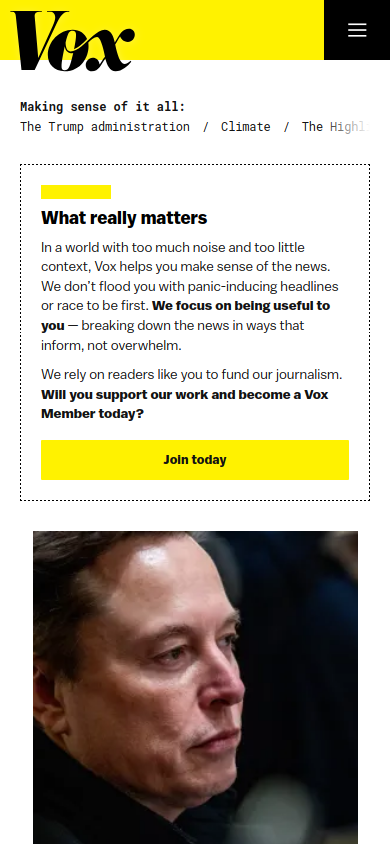 Vox
Making sense of it all:
The Trump administration / Climate / The Highl
What really matters
In a world with too much noise and too little
context, Vox helps you make sense of the news.
We don’t flood you with panic-inducing headlines
or race to be first. We focus on being useful to
you — breaking down the news in ways that
inform, not overwhelm.
We rely on readers like you to fund our journalism.
Will you support our work and become a Vox
Member today?
Join today